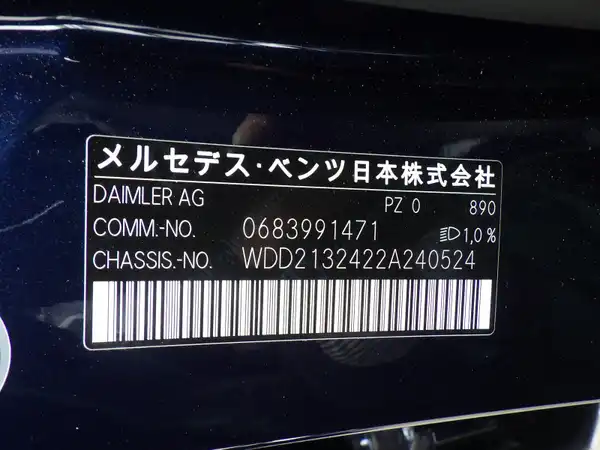 メルセデス・ベンツ日本株式会社
DAIMLER AG PZ 0 890
COMM.-NO. 0683991471 1,0%
CHASSIS.-NO. WDD2132422A240524